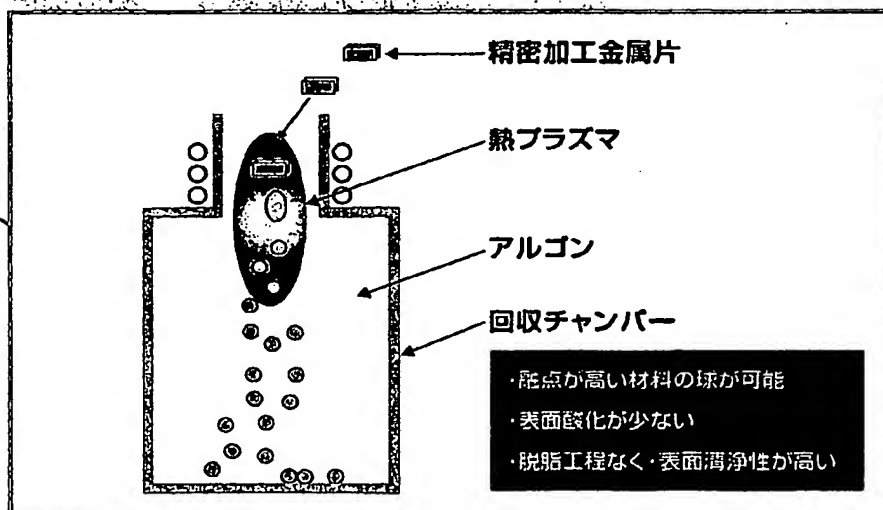 精密加工金属片
熱プラズマ
アルゴン
回収チャンバー
・融点が高い材料の球が可能
・表面酸化が少ない
・脱脂工程なく・表面清浄性が高い